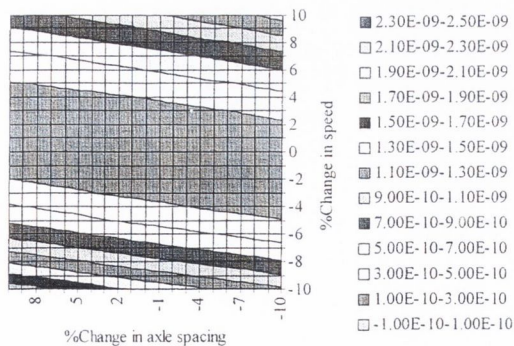 10
8
6
4
2
0
-2
-4
-6
-8
-10
%Change in speed
8
5
2
-1
-4
-7
-10
%Change in axle spacing
2.30E-09-2.50E-09
2.10E-09-2.30E-09
1.90E-09-2.10E-09
1.70E-09-1.90E-09
1.50E-09-1.70E-09
1.30E-09-1.50E-09
1.10E-09-1.30E-09
9.00E-10-1.10E-09
7.00E-10-9.00E-10
5.00E-10-7.00E-10
3.00E-10-5.00E-10
1.00E-10-3.00E-10
-1.00E-10-1.00E-10